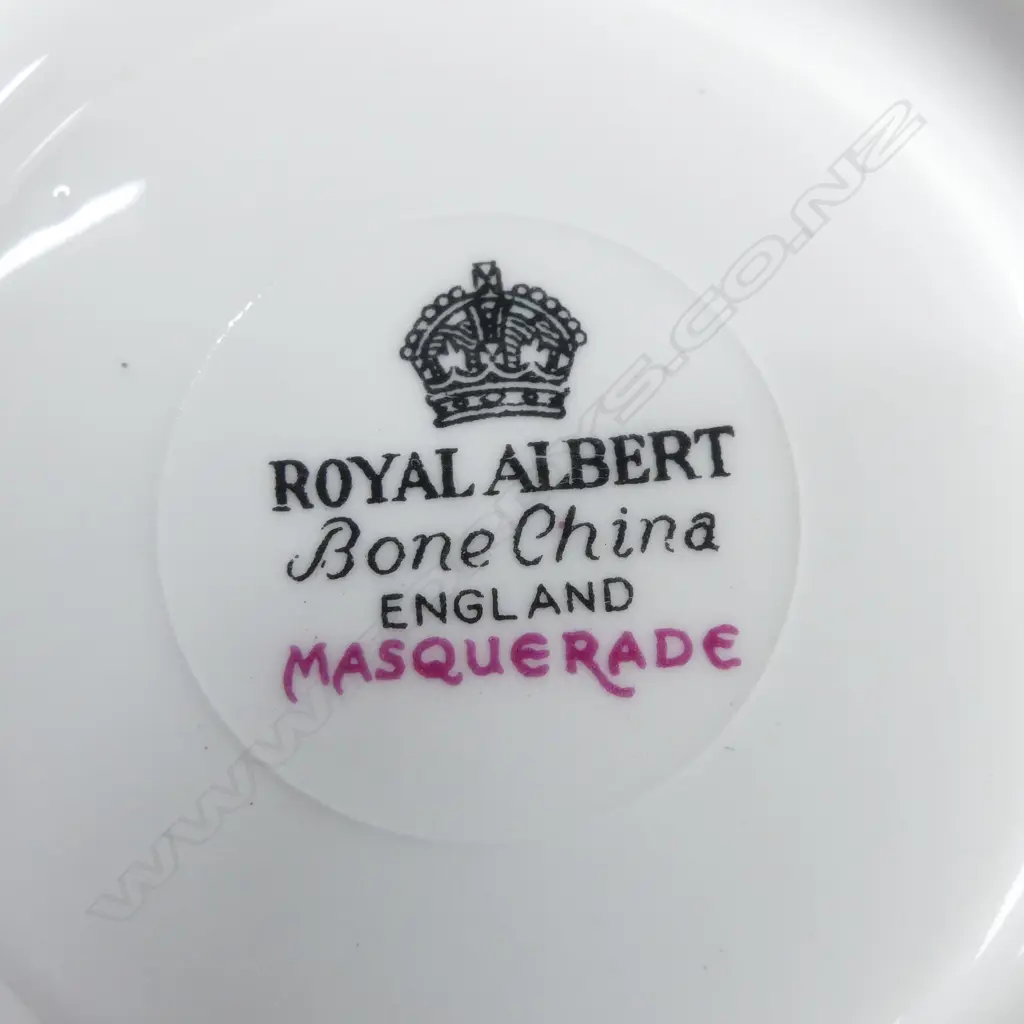 ROYAL ALBERT
Bone China
ENGLAND
MASQUERADE